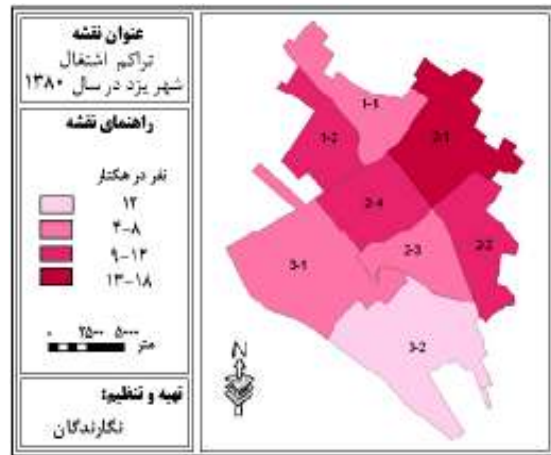 عنوان نقشه
تراکم اشتغال
شهر یزد در سال ۱۳۸۰
راهنمای نقشه
نفر در هکتار
۱۲
۴-۸
۹-۱۲
۱۳-۱۸
۰ ۲۵۰۰ ۵۰۰۰
متر
تهیه و تنظیم:
نگارندگان
1-1
1-2
2-1
2-4
2-2
2-3
3-1
3-2
N